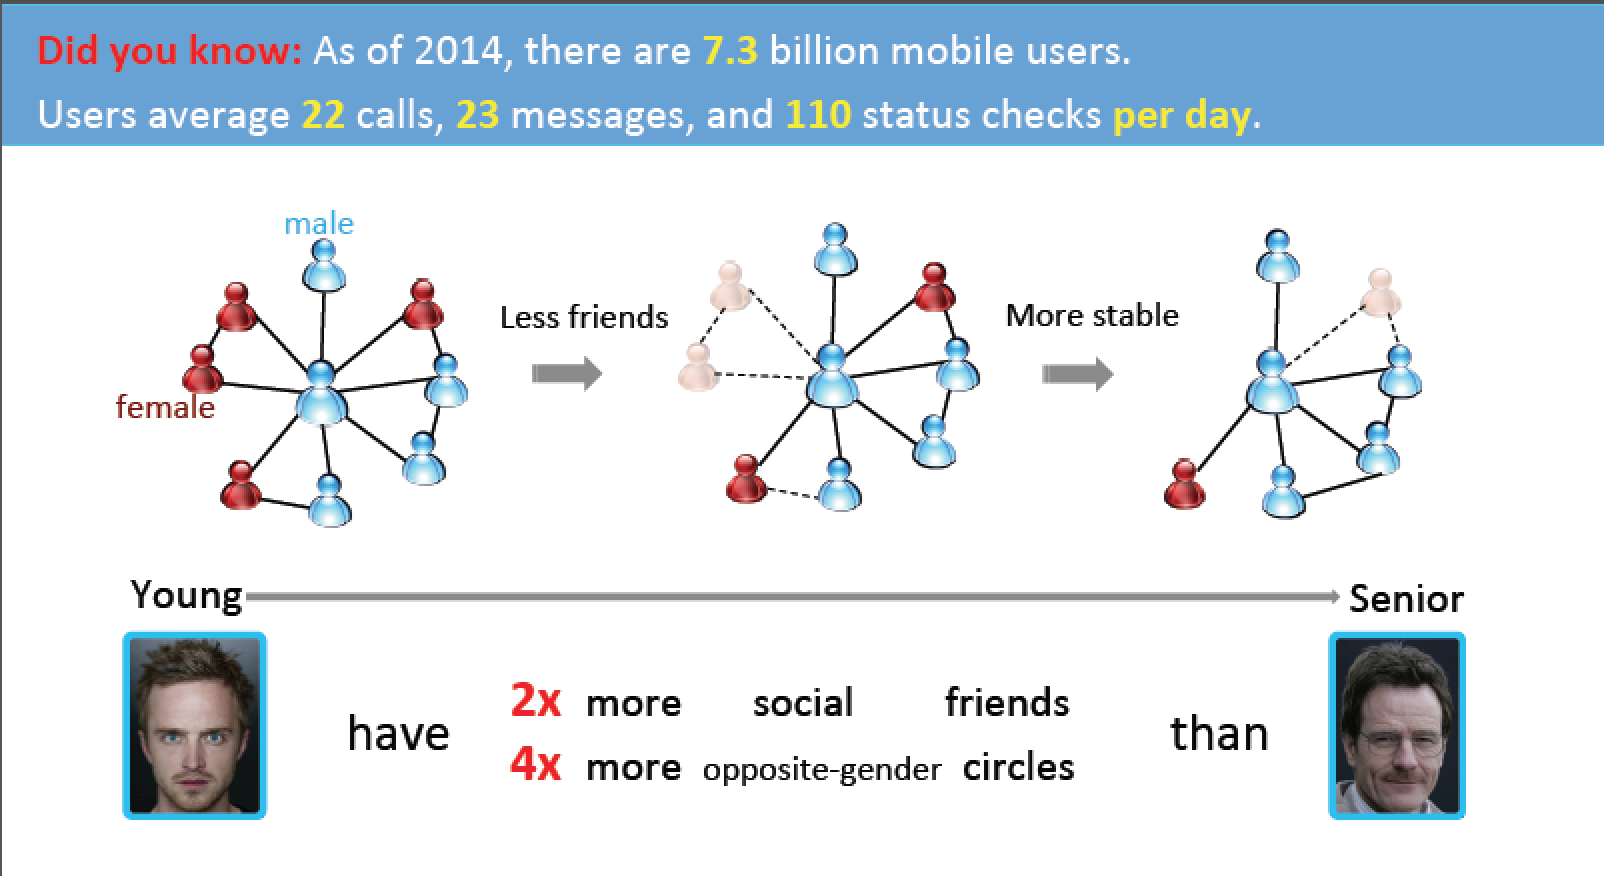 Did you know: As of 2014, there are 7.3 billion mobile users.
Users average 22 calls, 23 messages, and 110 status checks per day.
male
female
Less friends
More stable
Young
Senior
have
2x more social friends
4x more opposite-gender circles
than